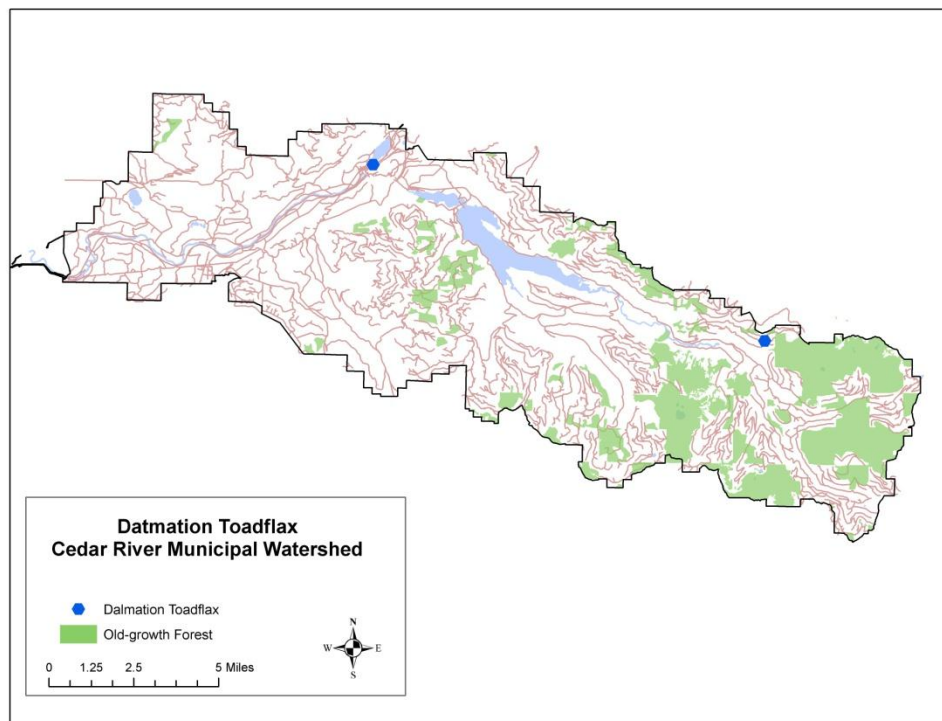 Datmation Toadflax
Cedar River Municipal Watershed
Dalmation Toadflax
Old-growth Forest
N
W E
S
0 1.25 2.5 5 Miles